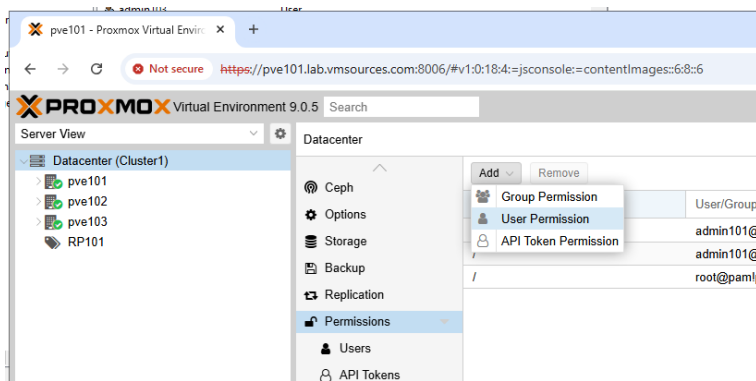 admin103
User
pve101 - Proxmox Virtual Enviro
Not secure
https://pve101.lab.vmsources.com:8006/#v1:0:18:4:=jsconsole:=contentImages::6:8::6
PROXMOX Virtual Environment 9.0.5
Search
Server View
Datacenter (Cluster1)
pve101
pve102
pve103
RP101
Datacenter
Ceph
Options
Storage
Backup
Replication
Permissions
Users
API Tokens
Add
Remove
Group Permission
User Permission
API Token Permission
User/Group
admin101@
/
admin101@
/
root@pam!